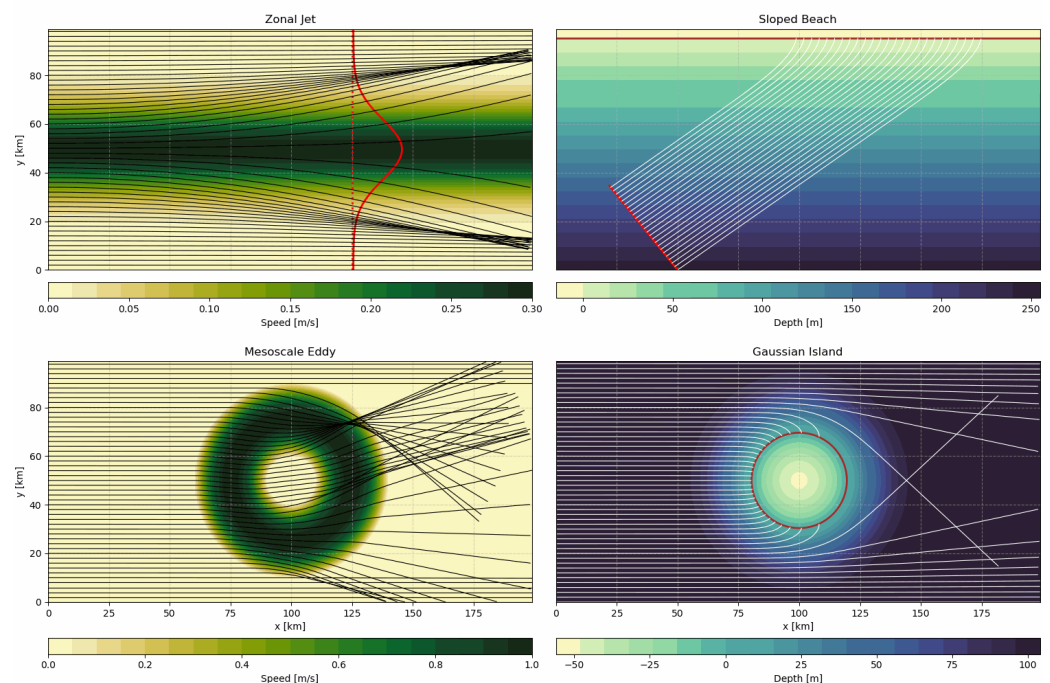 Zonal Jet
Sloped Beach
y [km]
80
60
40
20
0
0.00 0.05 0.10 0.15 0.20 0.25 0.30
Speed [m/s]
0 50 100 150 200 250
Depth [m]
Mesoscale Eddy
Gaussian Island
y [km]
80
60
40
20
0
0 25 50 75 100 125 150 175
x [km]
0 25 50 75 100 125 150 175
x [km]
0.0 0.2 0.4 0.6 0.8 1.0
Speed [m/s]
−50 −25 0 25 50 75 100
Depth [m]